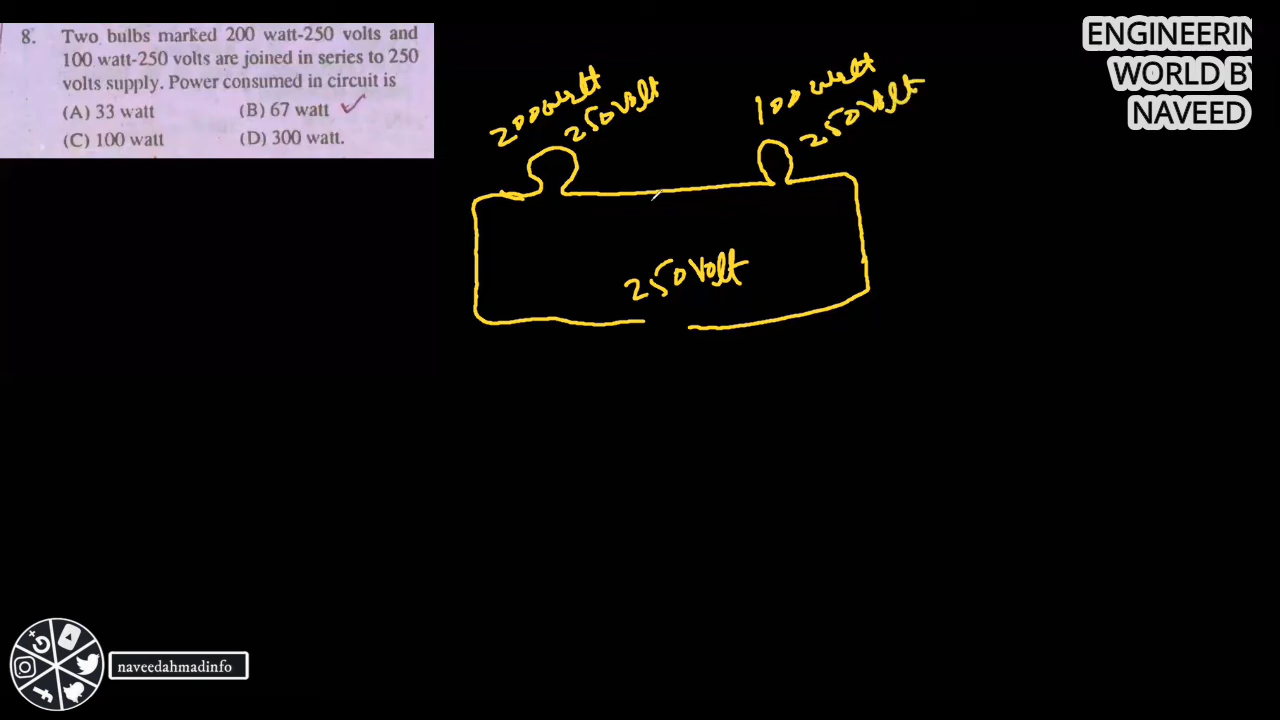 8. Two bulbs marked 200 watt-250 volts and
100 watt-250 volts are joined in series to 250
volts supply. Power consumed in circuit is
(A) 33 watt (B) 67 watt
(C) 100 watt (D) 300 watt.
ENGINEERIN
WORLD B
NAVEED
200 watt
250 volt
100 watt
250 volt
250 volt
naveedahmadinfo